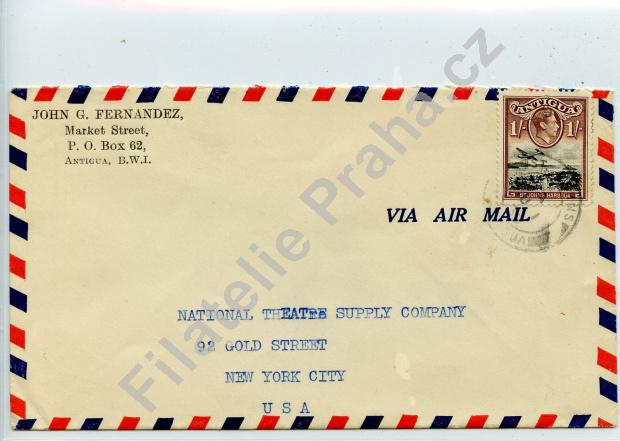 JOHN G. FERNANDEZ,
Market Street,
P. O. Box 62,
ANTIGUA, B.W.I.
ANTIGUA
1/- 1/-
ST JOHNS HARBOUR
VIA AIR MAIL
NATIONAL THEATRE SUPPLY COMPANY
92 GOLD STREET
NEW YORK CITY
U S A
Filatelie Praha.cz